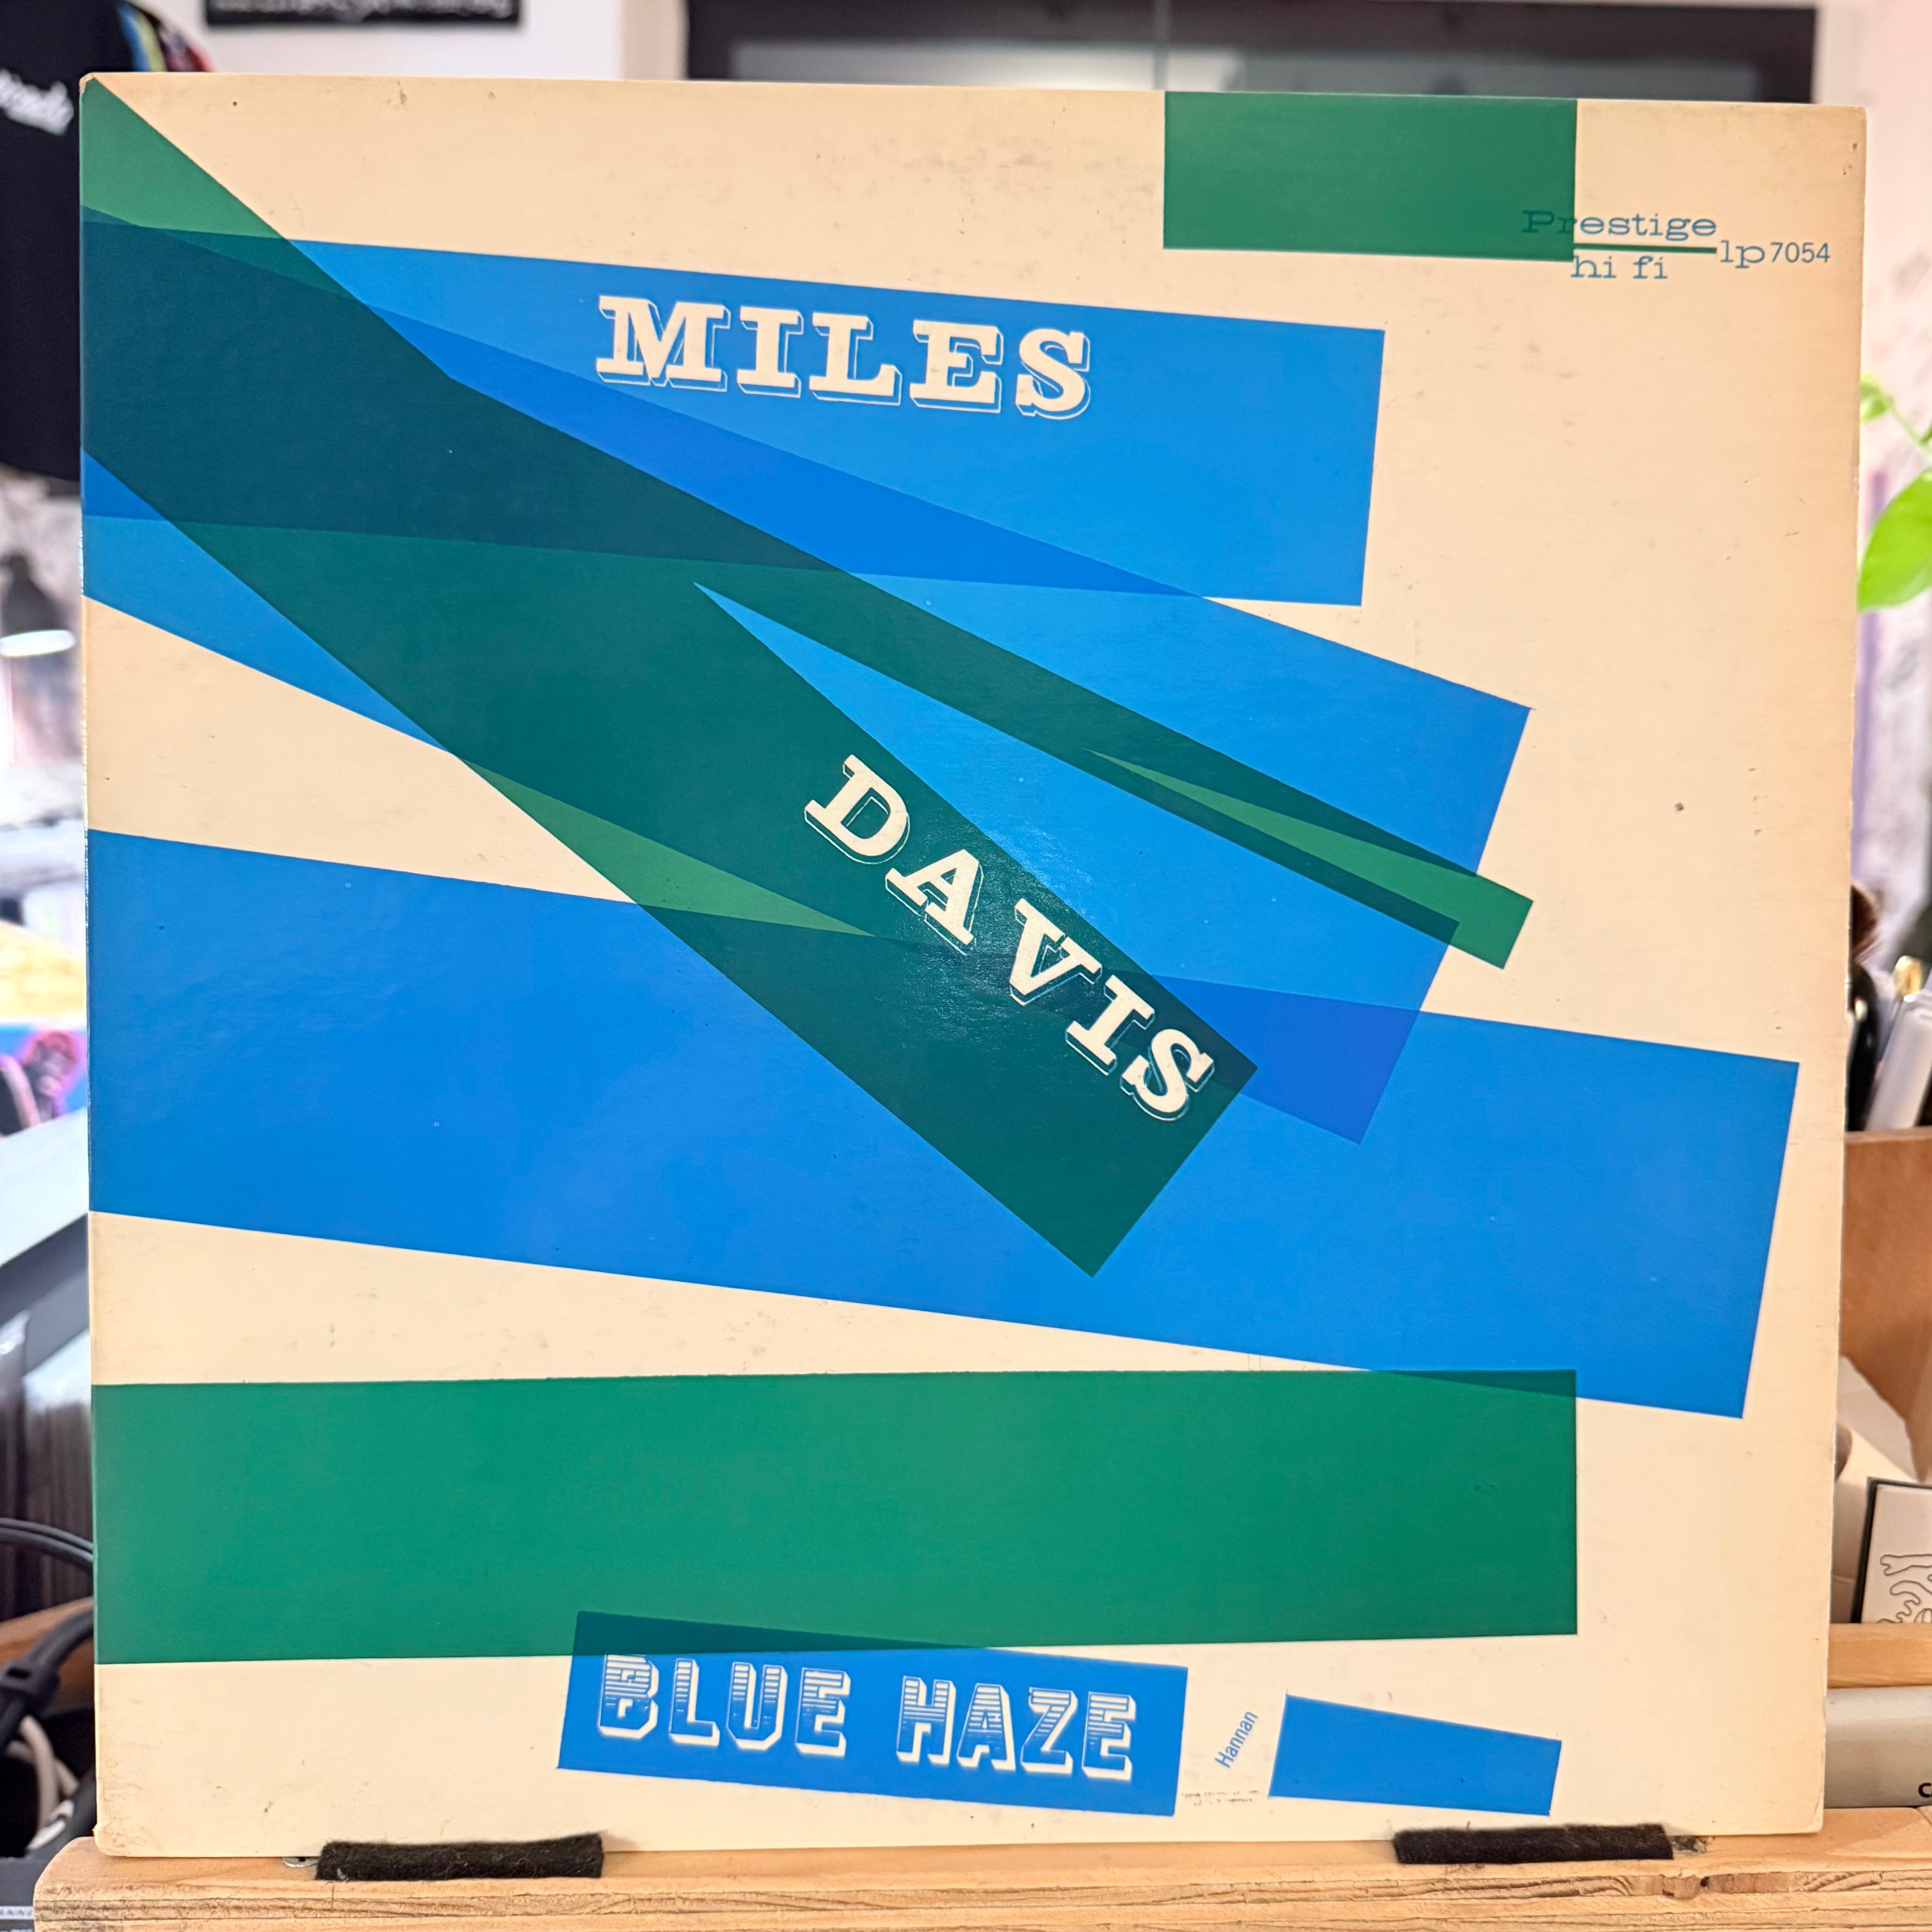 Prestige
lp 7054
hi fi
MILES
DAVIS
BLUE HAZE
Hannan